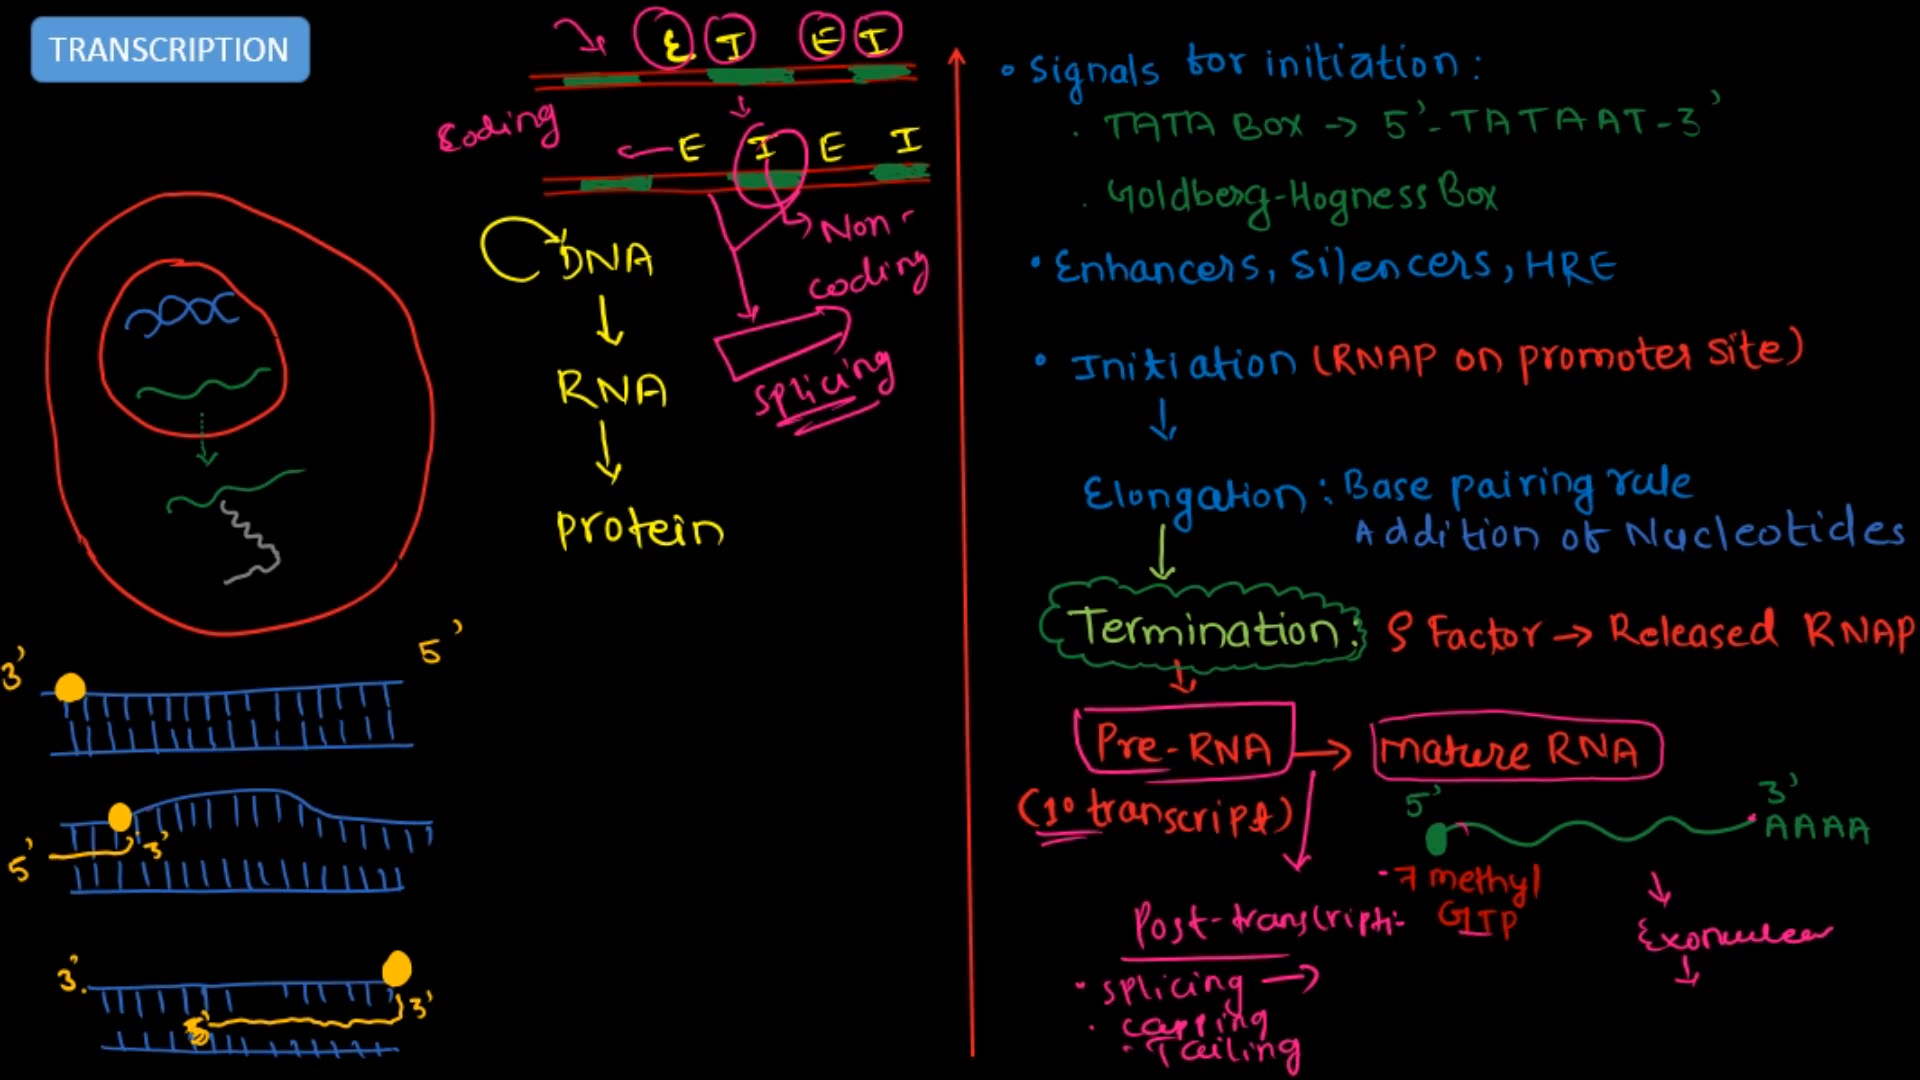 TRANSCRIPTION
E I E I
Coding
E I E I
Non-
coding
splicing
DNA
RNA
protein
3' 5'
5' 3'
3' 3'
• Signals for initiation:
· TATA Box → 5'-TATAAT-3'
· Goldberg-Hogness Box
• Enhancers, Silencers, HRE
• Initiation (RNAP on promoter site)
↓
Elongation: Base pairing rule
Addition of Nucleotides
Termination: ρ Factor → Released RNAP
Pre-RNA → mature RNA
(1° transcript)
5' 3'
AAAA
· 7 methyl
GTP
Post-transcripti-
· splicing →
· capping
· Tailing